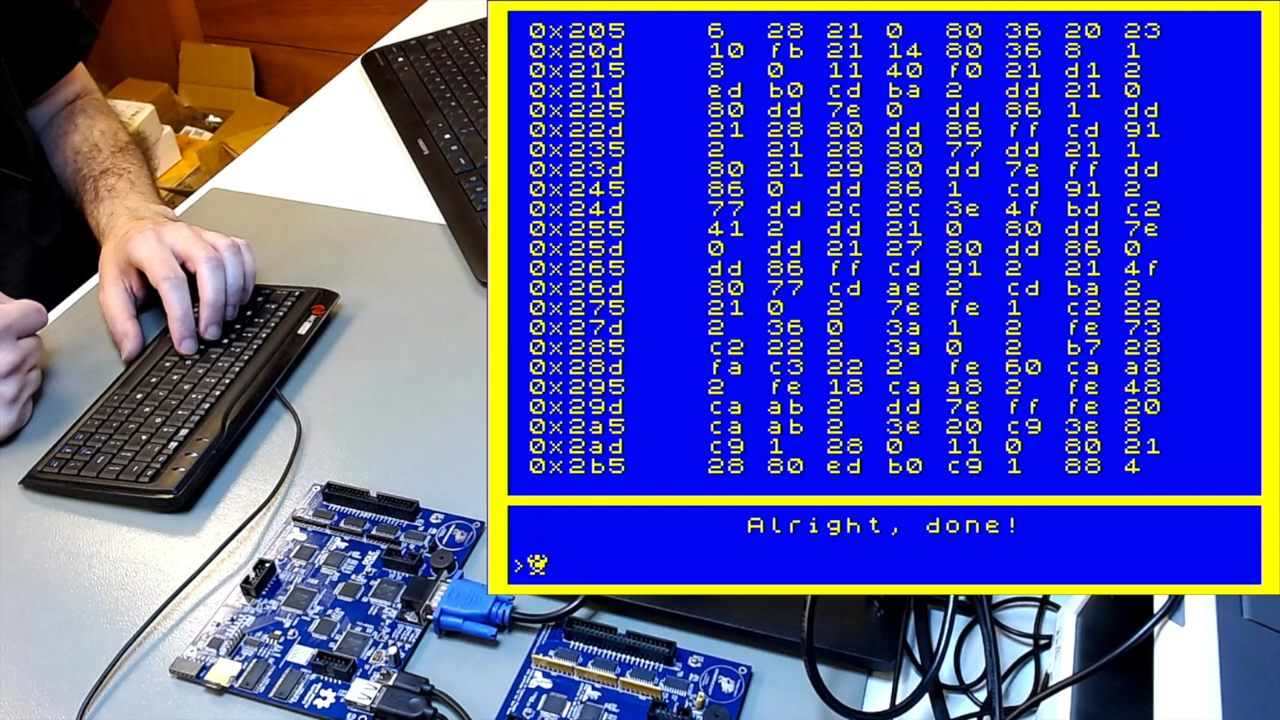 0x205 6 28 21 0 80 36 20 23
0x20d 10 fb 21 14 80 36 8 1
0x215 8 0 11 40 f0 21 d1 2
0x21d ed b0 cd ba 2 dd 21 0
0x225 80 dd 7e 0 dd 86 1 dd
0x22d 21 28 80 dd 86 ff cd 91
0x235 2 21 28 80 77 dd 21 1
0x23d 80 21 29 80 dd 7e ff dd
0x245 86 0 dd 86 1 cd 91 2
0x24d 77 dd 2c 2c 3e 4f bd c2
0x255 41 2 dd 21 0 80 dd 7e
0x25d 0 dd 21 27 80 dd 86 0
0x265 dd 86 ff cd 91 2 21 4f
0x26d 80 77 cd ae 2 cd ba 2
0x275 21 0 2 7e fe 1 c2 22
0x27d 2 36 0 3a 1 2 fe 73
0x285 c2 22 2 3a 0 2 b7 28
0x28d fa c3 22 2 fe 60 ca a8
0x295 2 fe 18 ca a8 2 fe 48
0x29d ca ab 2 dd 7e ff fe 20
0x2a5 ca ab 2 3e 20 c9 3e 8
0x2ad c9 1 28 0 11 0 80 21
0x2b5 28 80 ed b0 c9 1 88 4
Alright, done!
>